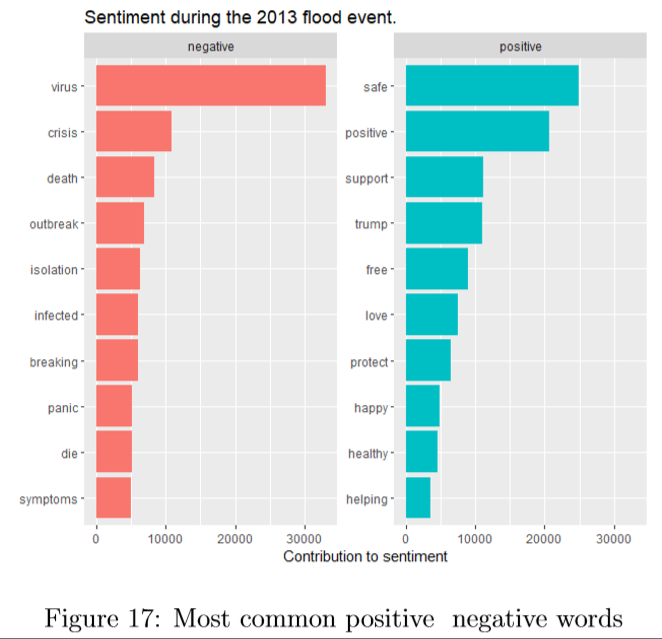 Sentiment during the 2013 flood event.
negative
positive
virus
crisis
death
outbreak
isolation
infected
breaking
panic
die
symptoms
safe
positive
support
trump
free
love
protect
happy
healthy
helping
0 10000 20000 30000
0 10000 20000 30000
Contribution to sentiment
Figure 17: Most common positive negative words